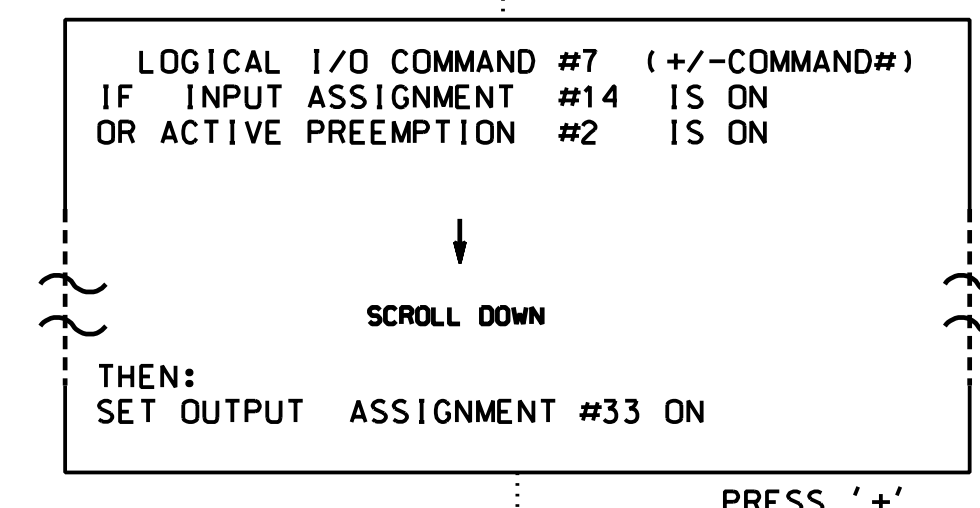 LOGICAL I/O COMMAND #7 (+/-COMMAND#)
IF INPUT ASSIGNMENT #14 IS ON
OR ACTIVE PREEMPTION #2 IS ON
SCROLL DOWN
THEN:
SET OUTPUT ASSIGNMENT #33 ON
PRESS '+'